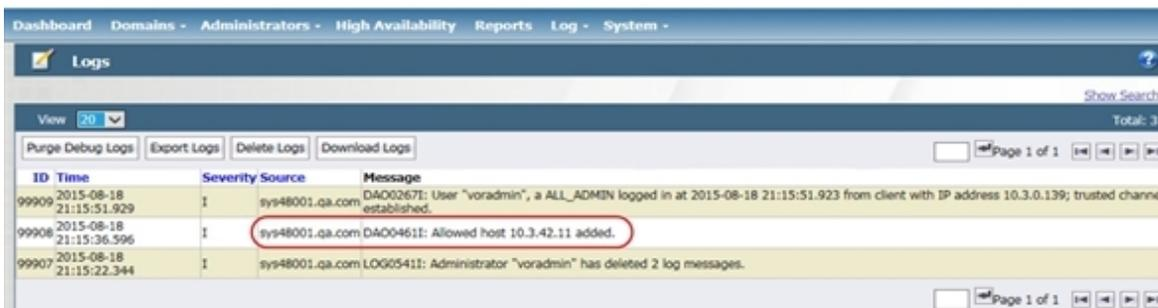 Dashboard Domains - Administrators - High Availability Reports Log - System -
Logs
Show Search
View 20 Total: 3
Purge Debug Logs Export Logs Delete Logs Download Logs Page 1 of 1
ID Time Severity Source Message
99909 2015-08-18 21:15:51.929 I sys48001.qa.com DAO0267I: User "voradmin", a ALL_ADMIN logged in at 2015-08-18 21:15:51.923 from client with IP address 10.3.0.139; trusted channe
established.
99908 2015-08-18 21:15:36.596 I sys48001.qa.com DAO0461I: Allowed host 10.3.42.11 added.
99907 2015-08-18 21:15:22.344 I sys48001.qa.com LOG0541I: Administrator "voradmin" has deleted 2 log messages.
Page 1 of 1